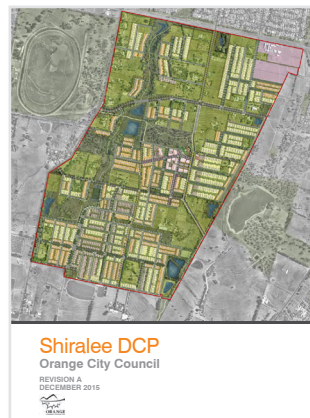 Shiralee DCP
Orange City Council
REVISION A
DECEMBER 2015
ORANGE